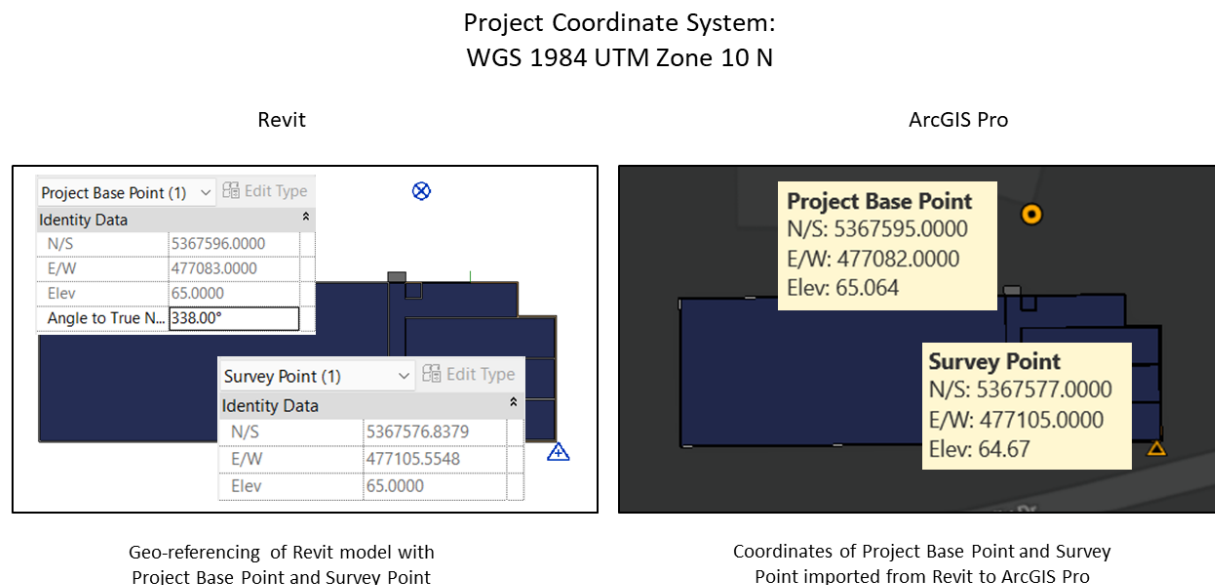 Project Coordinate System:
WGS 1984 UTM Zone 10 N
Revit
ArcGIS Pro
Project Base Point (1) Edit Type
Identity Data
N/S 5367596.0000
E/W 477083.0000
Elev 65.0000
Angle to True N... 338.00°
Survey Point (1) Edit Type
Identity Data
N/S 5367576.8379
E/W 477105.5548
Elev 65.0000
Project Base Point
N/S: 5367595.0000
E/W: 477082.0000
Elev: 65.064
Survey Point
N/S: 5367577.0000
E/W: 477105.0000
Elev: 64.67
Geo-referencing of Revit model with
Project Base Point and Survey Point
Coordinates of Project Base Point and Survey
Point imported from Revit to ArcGIS Pro